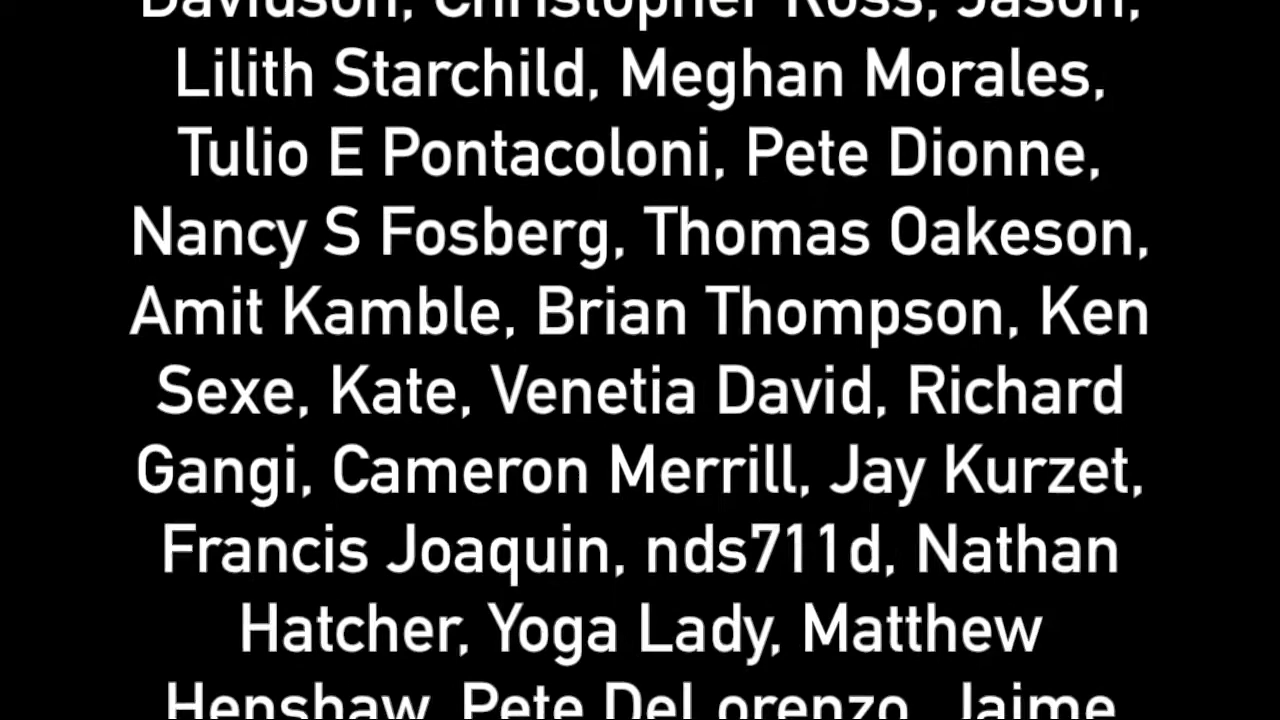 Davidson, Christopher Ross, Jason,
Lilith Starchild, Meghan Morales,
Tulio E Pontacoloni, Pete Dionne,
Nancy S Fosberg, Thomas Oakeson,
Amit Kamble, Brian Thompson, Ken
Sexe, Kate, Venetia David, Richard
Gangi, Cameron Merrill, Jay Kurzet,
Francis Joaquin, nds711d, Nathan
Hatcher, Yoga Lady, Matthew
Henshaw, Pete DeLorenzo, Jaime